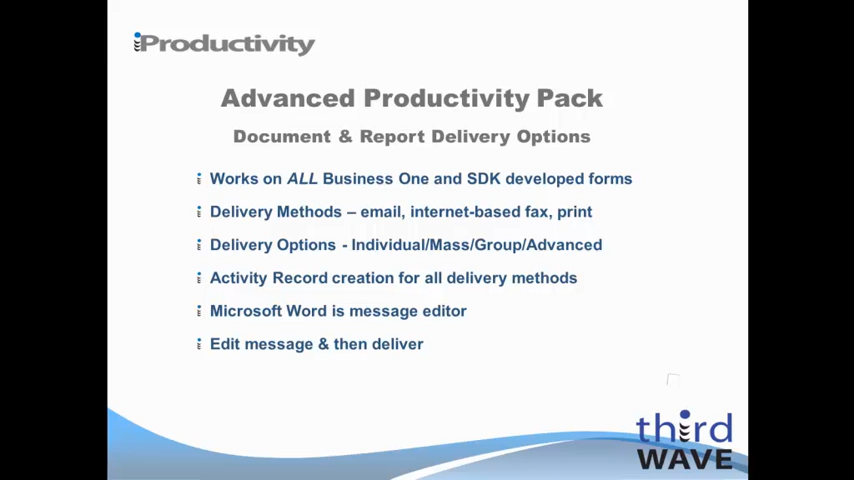 iProductivity
Advanced Productivity Pack
Document & Report Delivery Options
Works on ALL Business One and SDK developed forms
Delivery Methods – email, internet-based fax, print
Delivery Options - Individual/Mass/Group/Advanced
Activity Record creation for all delivery methods
Microsoft Word is message editor
Edit message & then deliver
third
WAVE